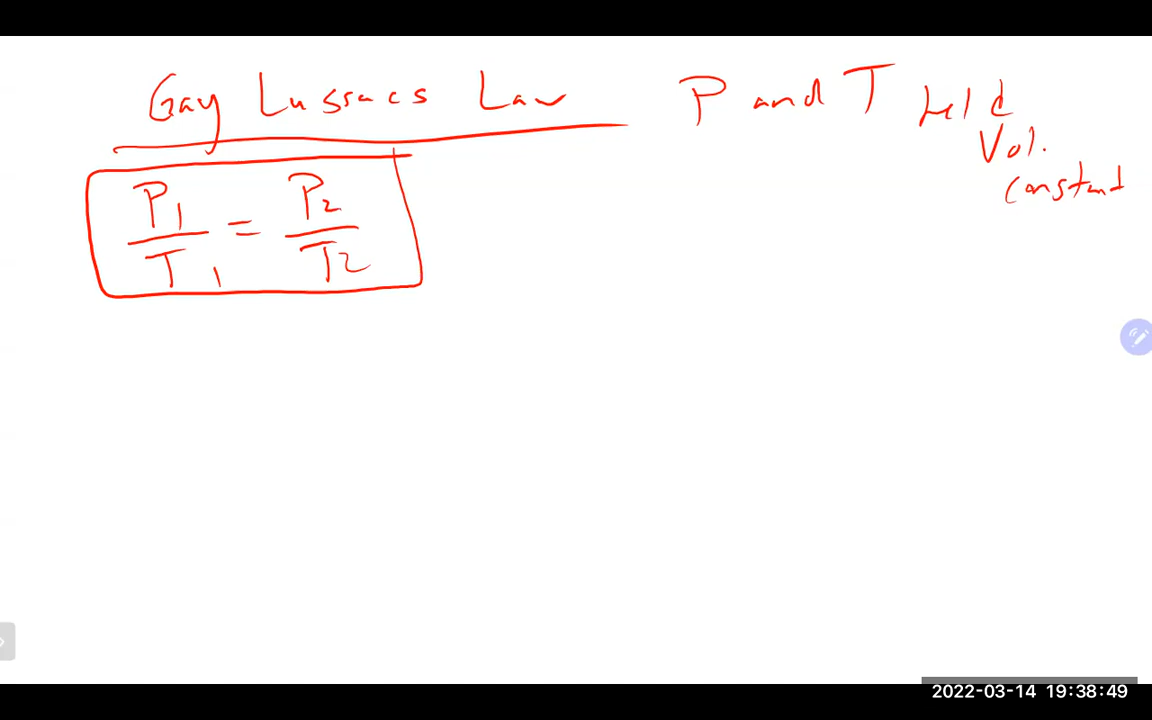 Gay Lussacs Law
P and T Held
Vol.
constant
P1/T1 = P2/T2
2022-03-14 19:38:49